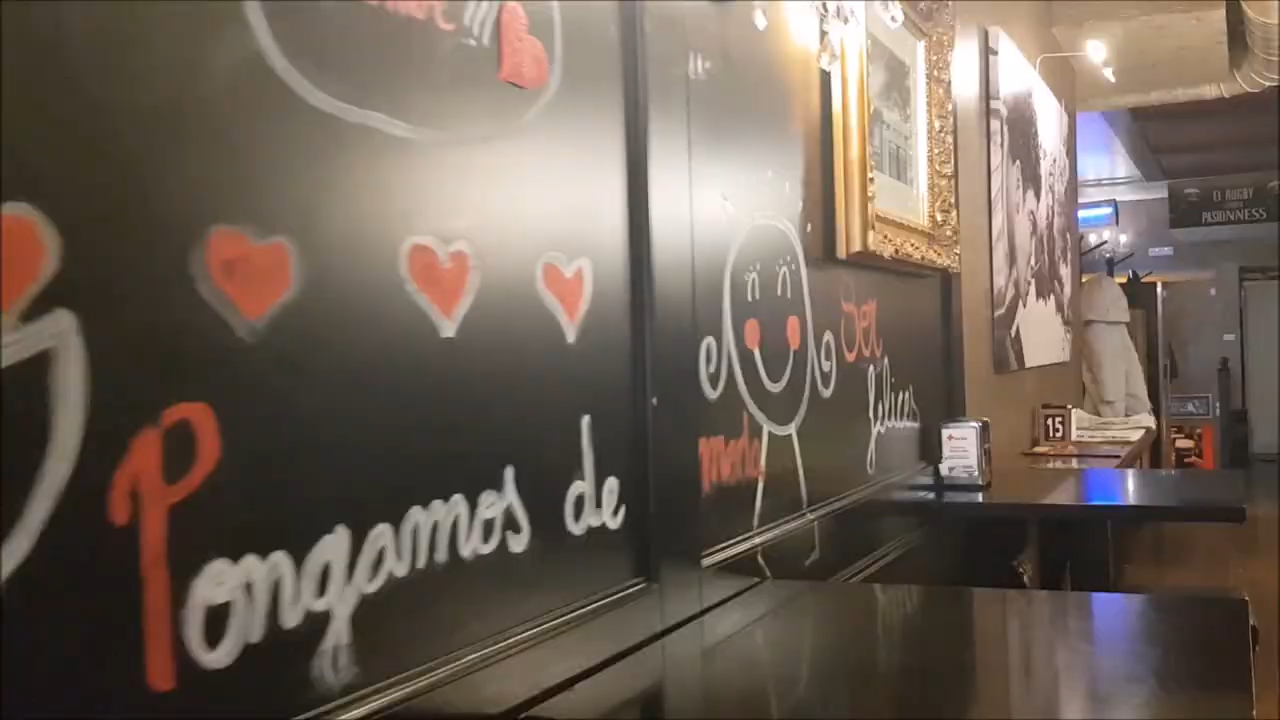 Pongamos de
moda
Ser
felices
15
EL RUGBY
PASIONNESS